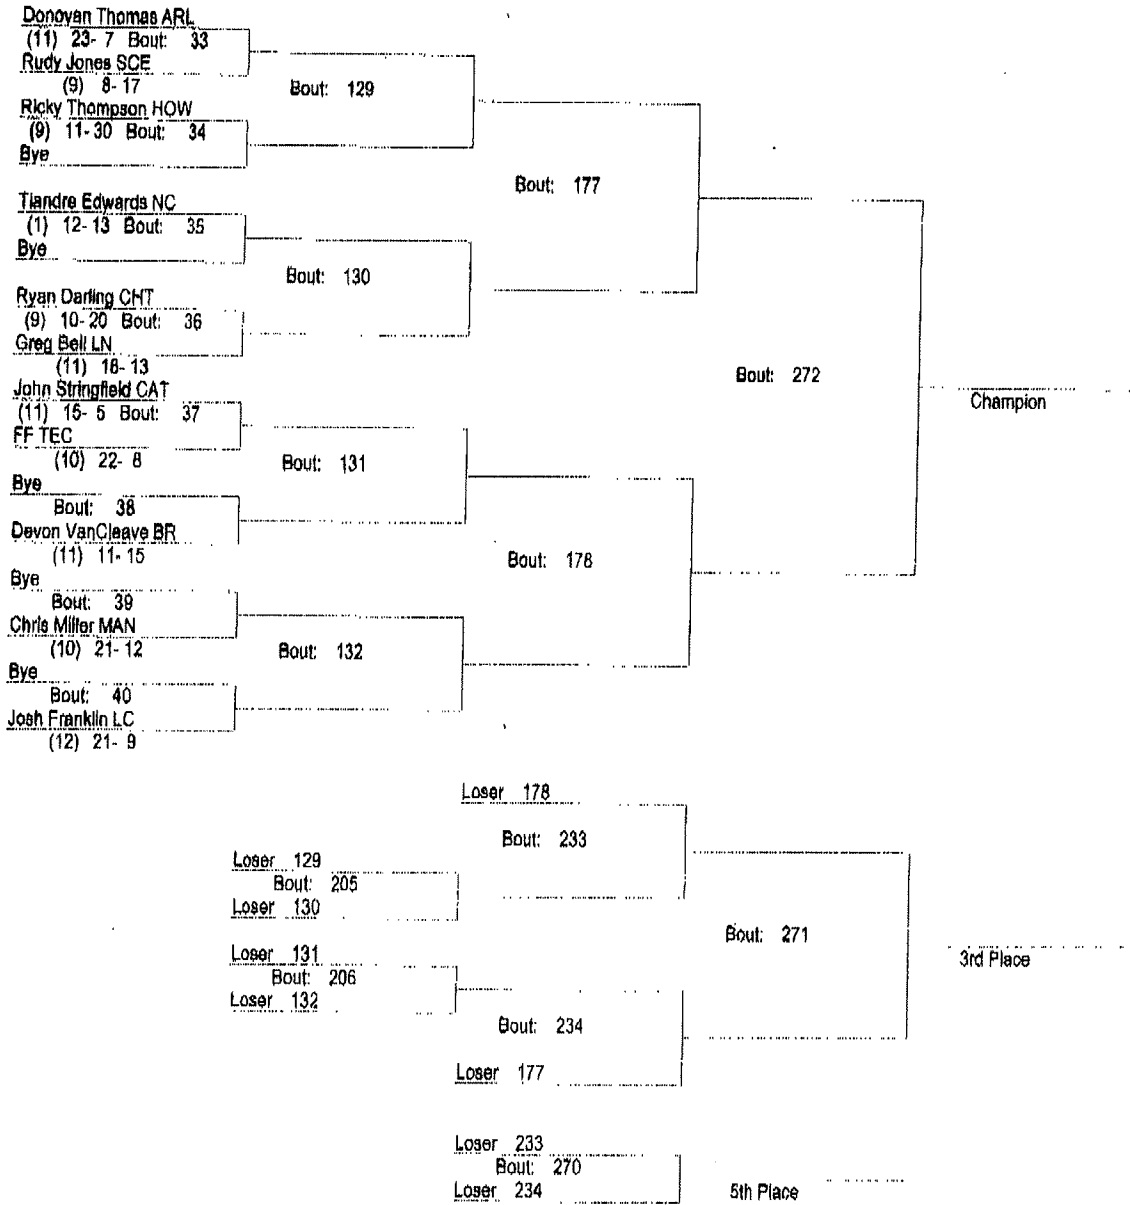 Donovan Thomas ARL
(11) 23- 7 Bout: 33
Rudy Jones SCE
(9) 8- 17
Bout: 129
Ricky Thompson HOW
(9) 11- 30 Bout: 34
Bye
Bout: 177
Tiandre Edwards NC
(1) 12- 13 Bout: 35
Bye
Bout: 130
Ryan Darling CHT
(9) 10- 20 Bout: 36
Greg Bell LN
(11) 18- 13
Bout: 272
Champion
John Stringfield CAT
(11) 15- 5 Bout: 37
FF TEC
(10) 22- 8
Bout: 131
Bye
Bout: 38
Devon VanCleave BR
(11) 11- 15
Bout: 178
Bye
Bout: 39
Chris Miller MAN
(10) 21- 12
Bout: 132
Bye
Bout: 40
Josh Franklin LC
(12) 21- 9
Loser 178
Bout: 233
Loser 129
Bout: 205
Loser 130
Bout: 271
3rd Place
Loser 131
Bout: 206
Loser 132
Bout: 234
Loser 177
Loser 233
Bout: 270
Loser 234
5th Place